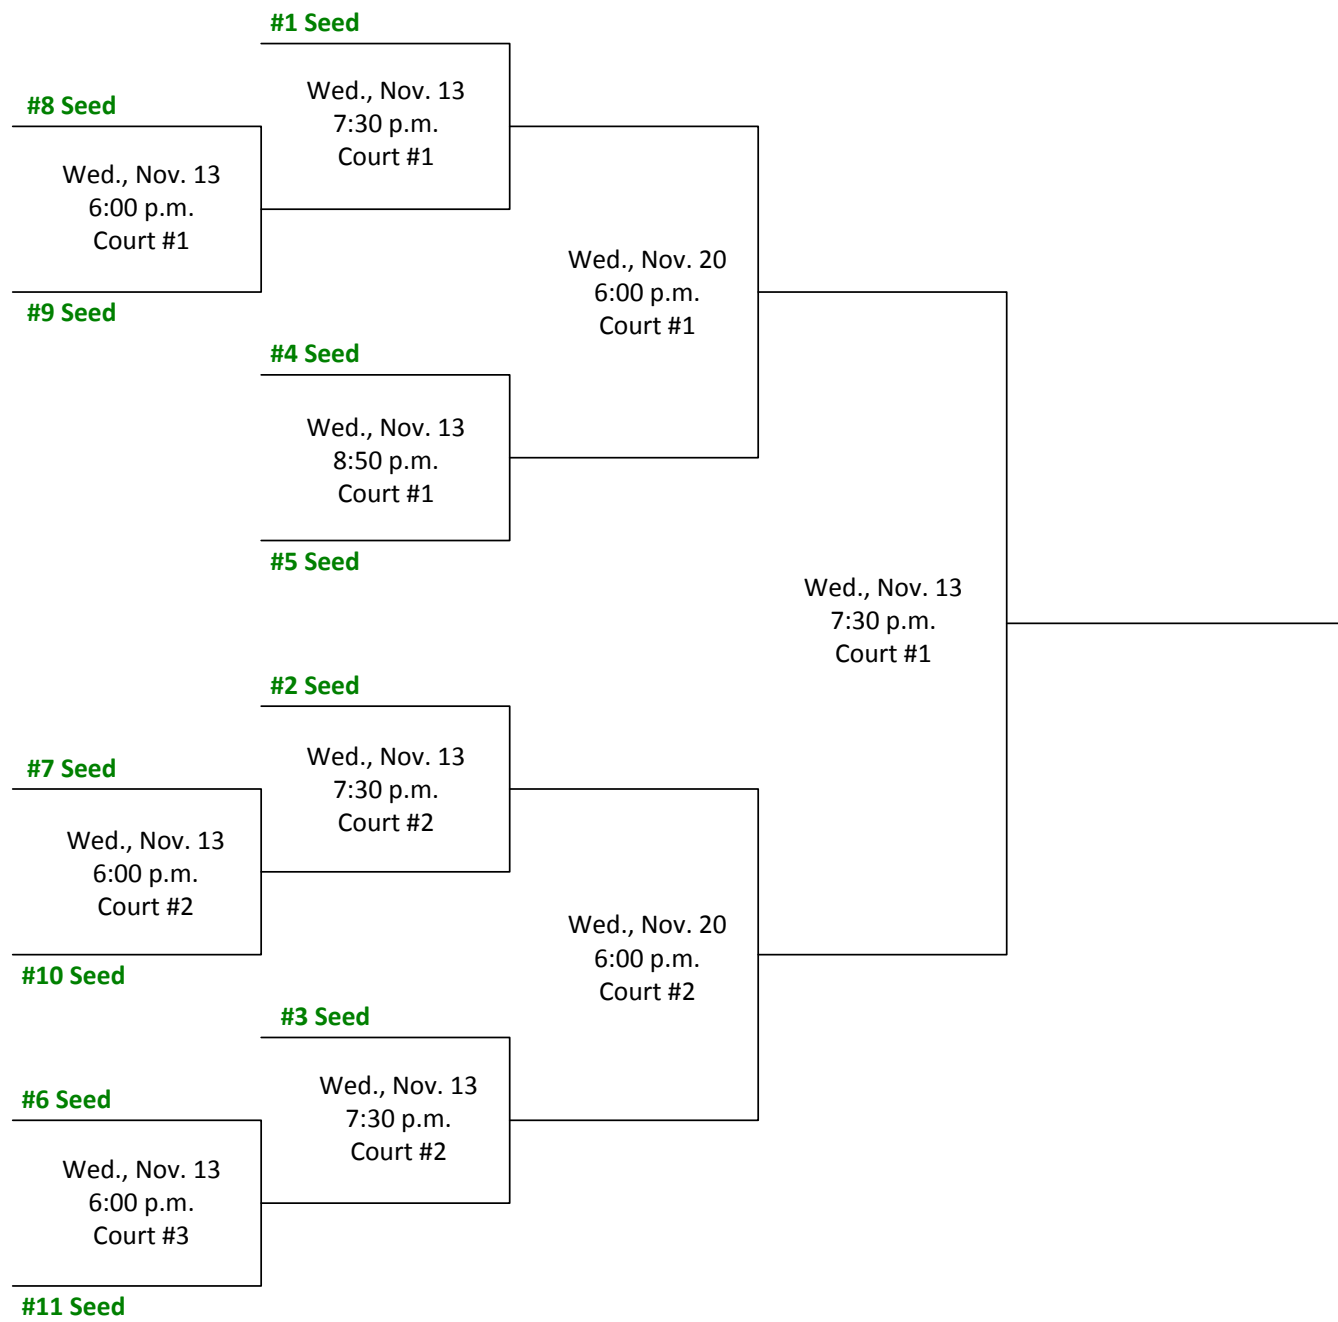 #1 Seed
Wed., Nov. 13
7:30 p.m.
Court #1
#8 Seed
Wed., Nov. 13
6:00 p.m.
Court #1
#9 Seed
Wed., Nov. 20
6:00 p.m.
Court #1
#4 Seed
Wed., Nov. 13
8:50 p.m.
Court #1
#5 Seed
Wed., Nov. 13
7:30 p.m.
Court #1
#2 Seed
Wed., Nov. 13
7:30 p.m.
Court #2
#7 Seed
Wed., Nov. 13
6:00 p.m.
Court #2
#10 Seed
Wed., Nov. 20
6:00 p.m.
Court #2
#3 Seed
Wed., Nov. 13
7:30 p.m.
Court #2
#6 Seed
Wed., Nov. 13
6:00 p.m.
Court #3
#11 Seed